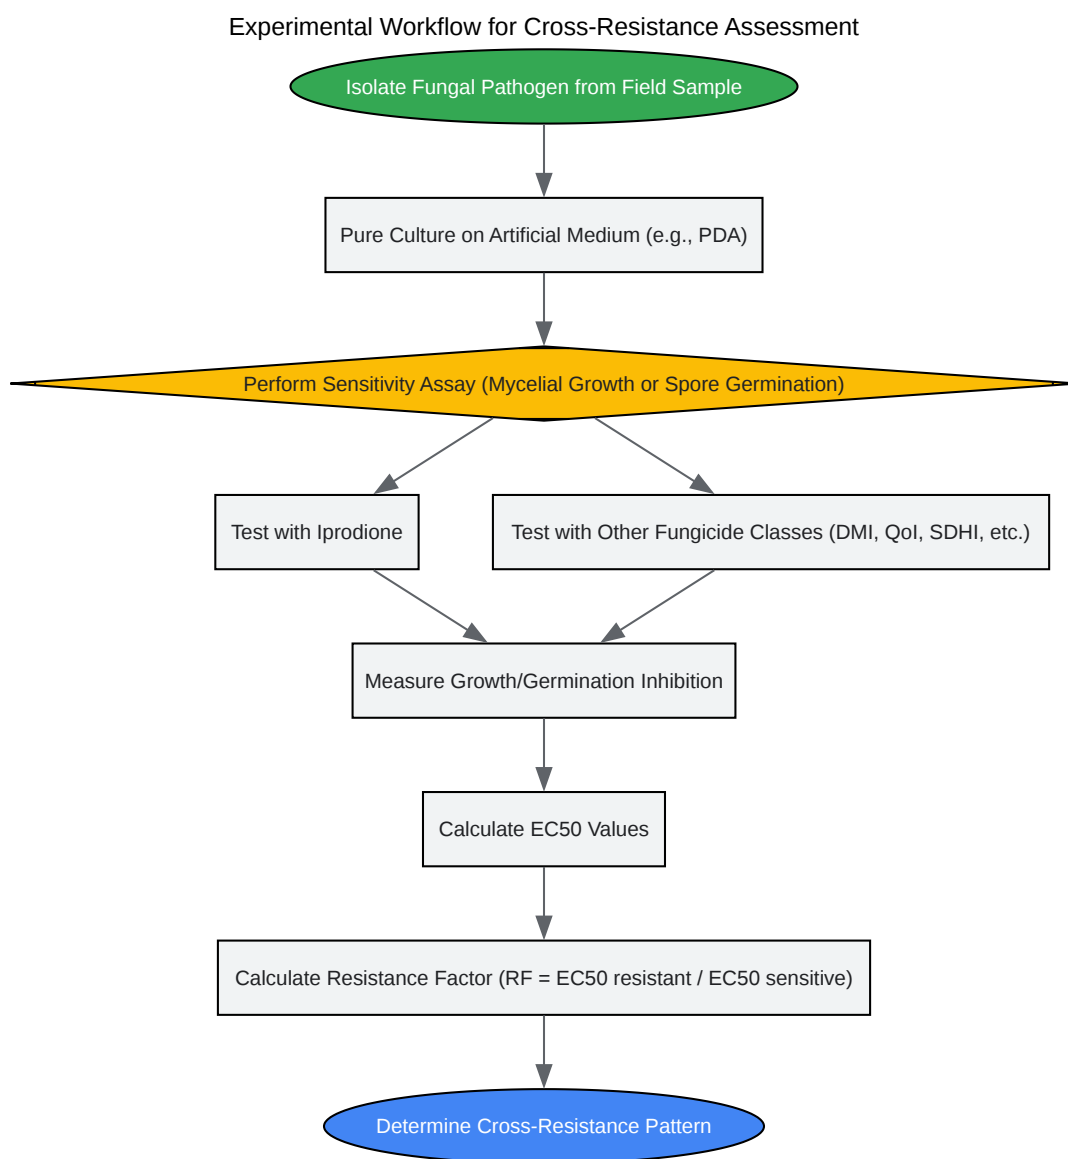 Experimental Workflow for Cross-Resistance Assessment
Isolate Fungal Pathogen from Field Sample
Pure Culture on Artificial Medium (e.g., PDA)
Perform Sensitivity Assay (Mycelial Growth or Spore Germination)
Test with Iprodione
Test with Other Fungicide Classes (DMI, QoI, SDHI, etc.)
Measure Growth/Germination Inhibition
Calculate EC50 Values
Calculate Resistance Factor (RF = EC50 resistant / EC50 sensitive)
Determine Cross-Resistance Pattern